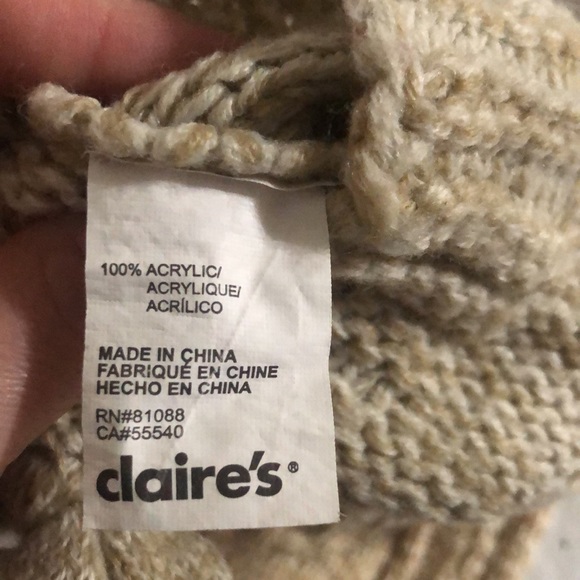 100% ACRYLIC/
ACRYLIQUE/
ACRÍLICO
MADE IN CHINA
FABRIQUÉ EN CHINE
HECHO EN CHINA
RN#81088
CA#55540
claire's®